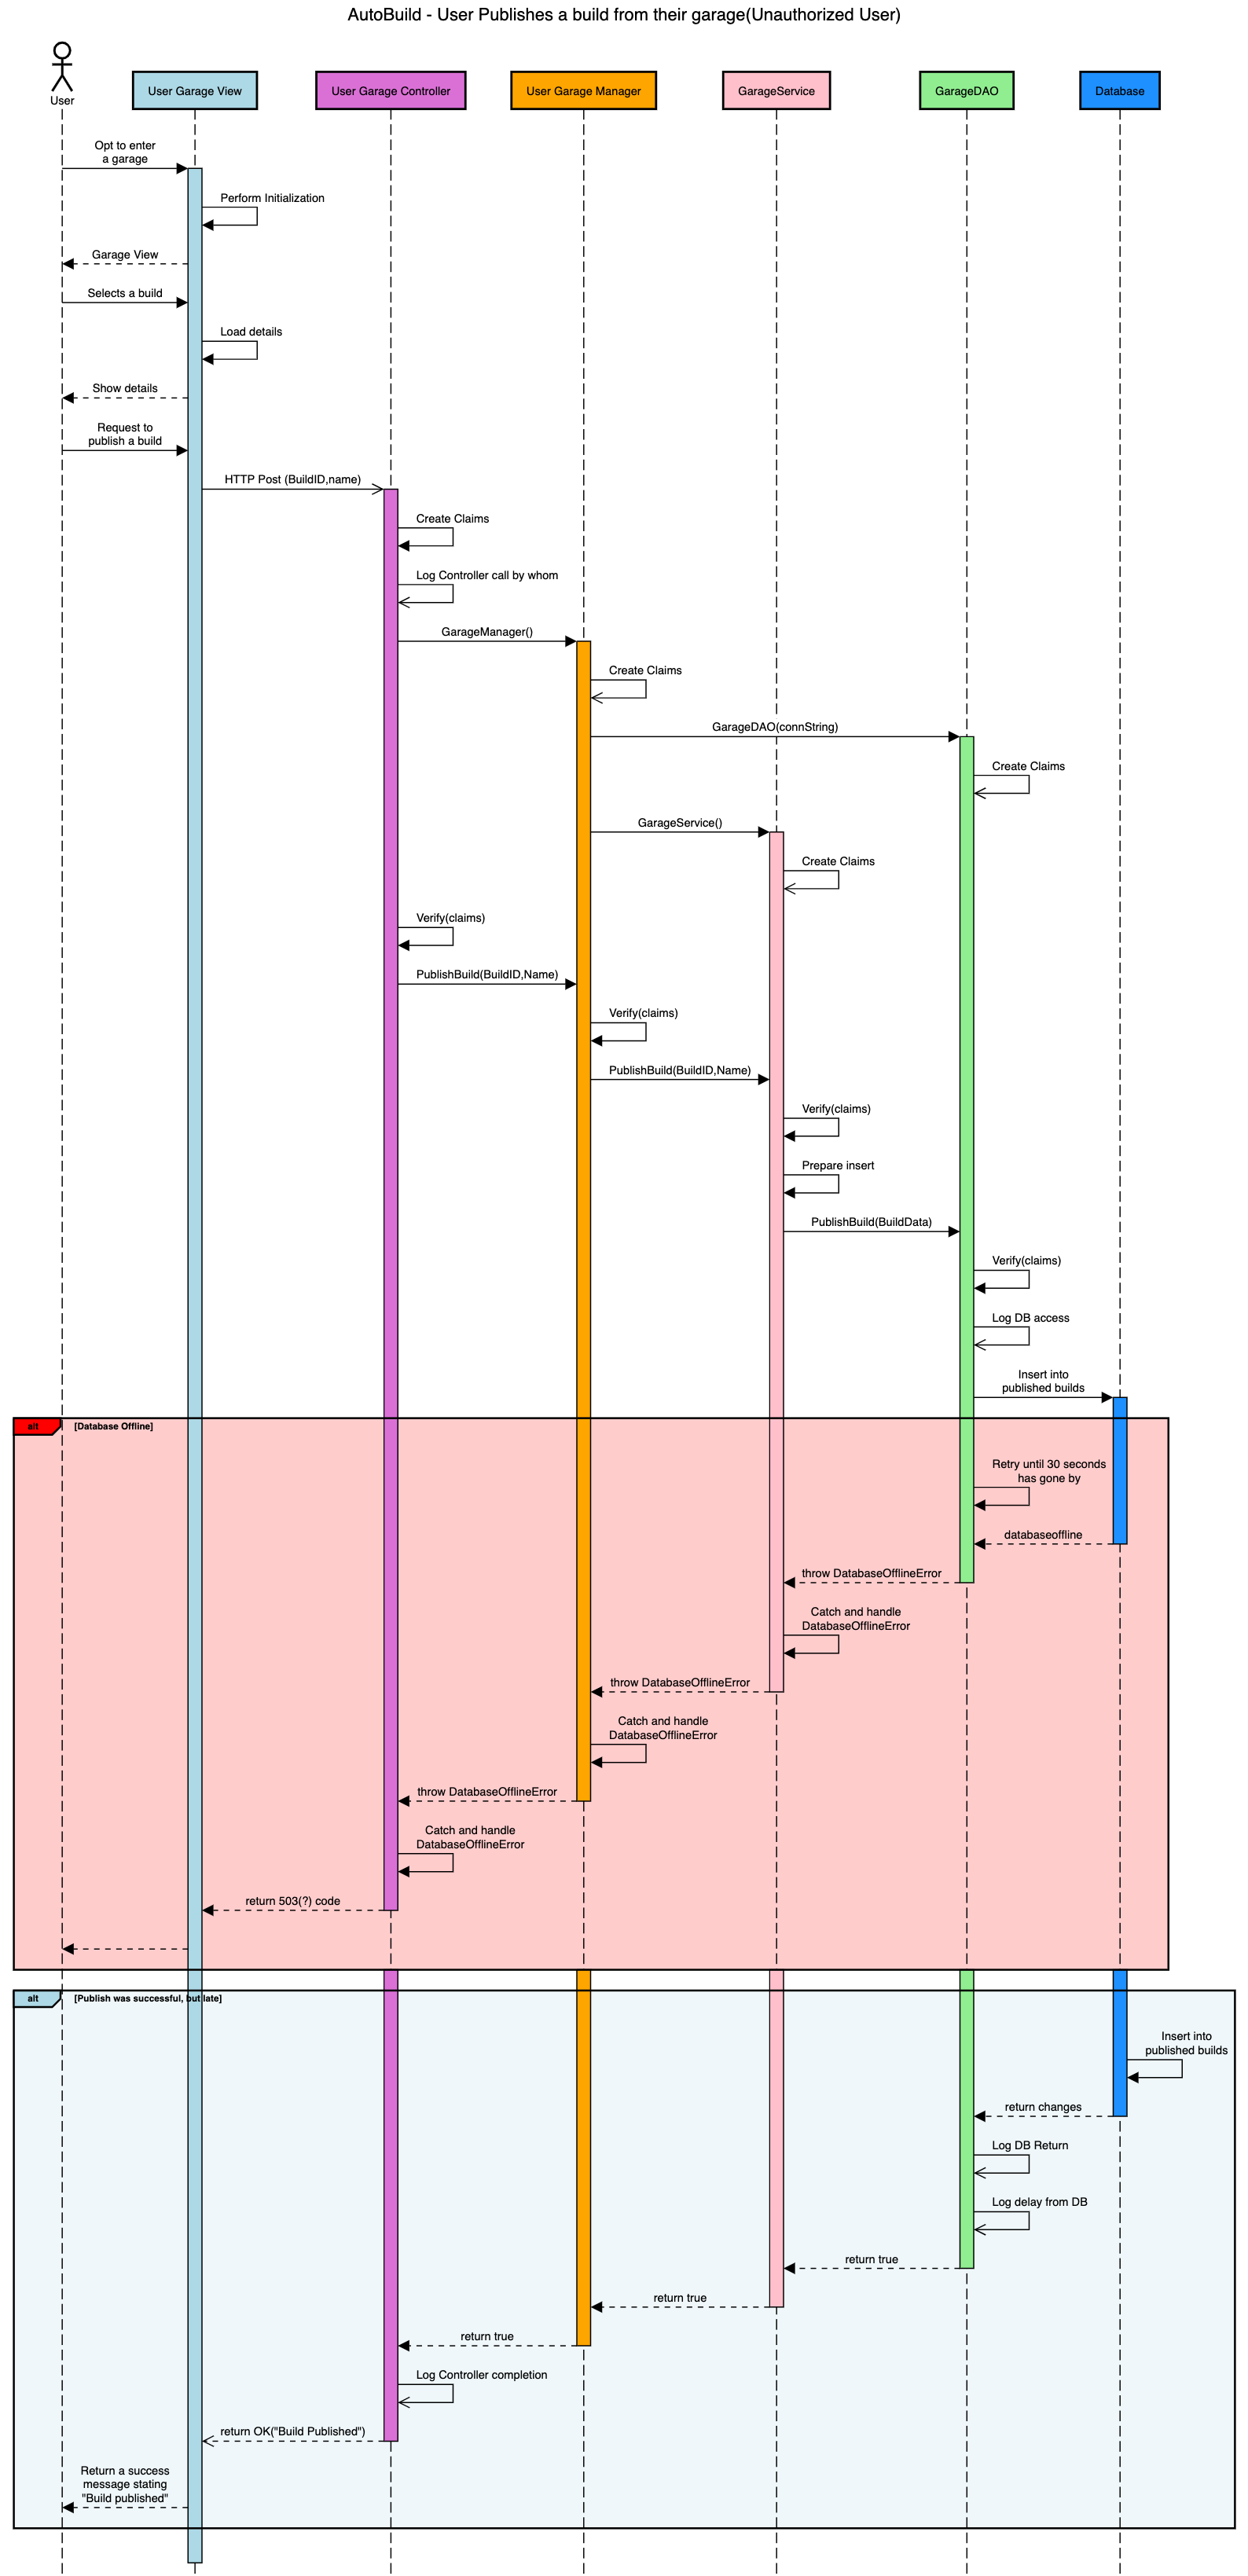 AutoBuild - User Publishes a build from their garage(Unauthorized User)
User
User Garage View
User Garage Controller
User Garage Manager
GarageService
GarageDAO
Database
Opt to enter
a garage
Perform Initialization
Garage View
Selects a build
Load details
Show details
Request to
publish a build
HTTP Post (BuildID,name)
Create Claims
Log Controller call by whom
GarageManager()
Create Claims
GarageDAO(connString)
Create Claims
GarageService()
Create Claims
Verify(claims)
PublishBuild(BuildID,Name)
Verify(claims)
PublishBuild(BuildID,Name)
Verify(claims)
Prepare insert
PublishBuild(BuildData)
Verify(claims)
Log DB access
Insert into
published builds
alt
[Database Offline]
Retry until 30 seconds
has gone by
databaseoffline
throw DatabaseOfflineError
Catch and handle
DatabaseOfflineError
throw DatabaseOfflineError
Catch and handle
DatabaseOfflineError
throw DatabaseOfflineError
Catch and handle
DatabaseOfflineError
return 503(?) code
alt
[Publish was successful, but late]
Insert into
published builds
return changes
Log DB Return
Log delay from DB
return true
return true
return true
Log Controller completion
return OK("Build Published")
Return a success
message stating
"Build published"